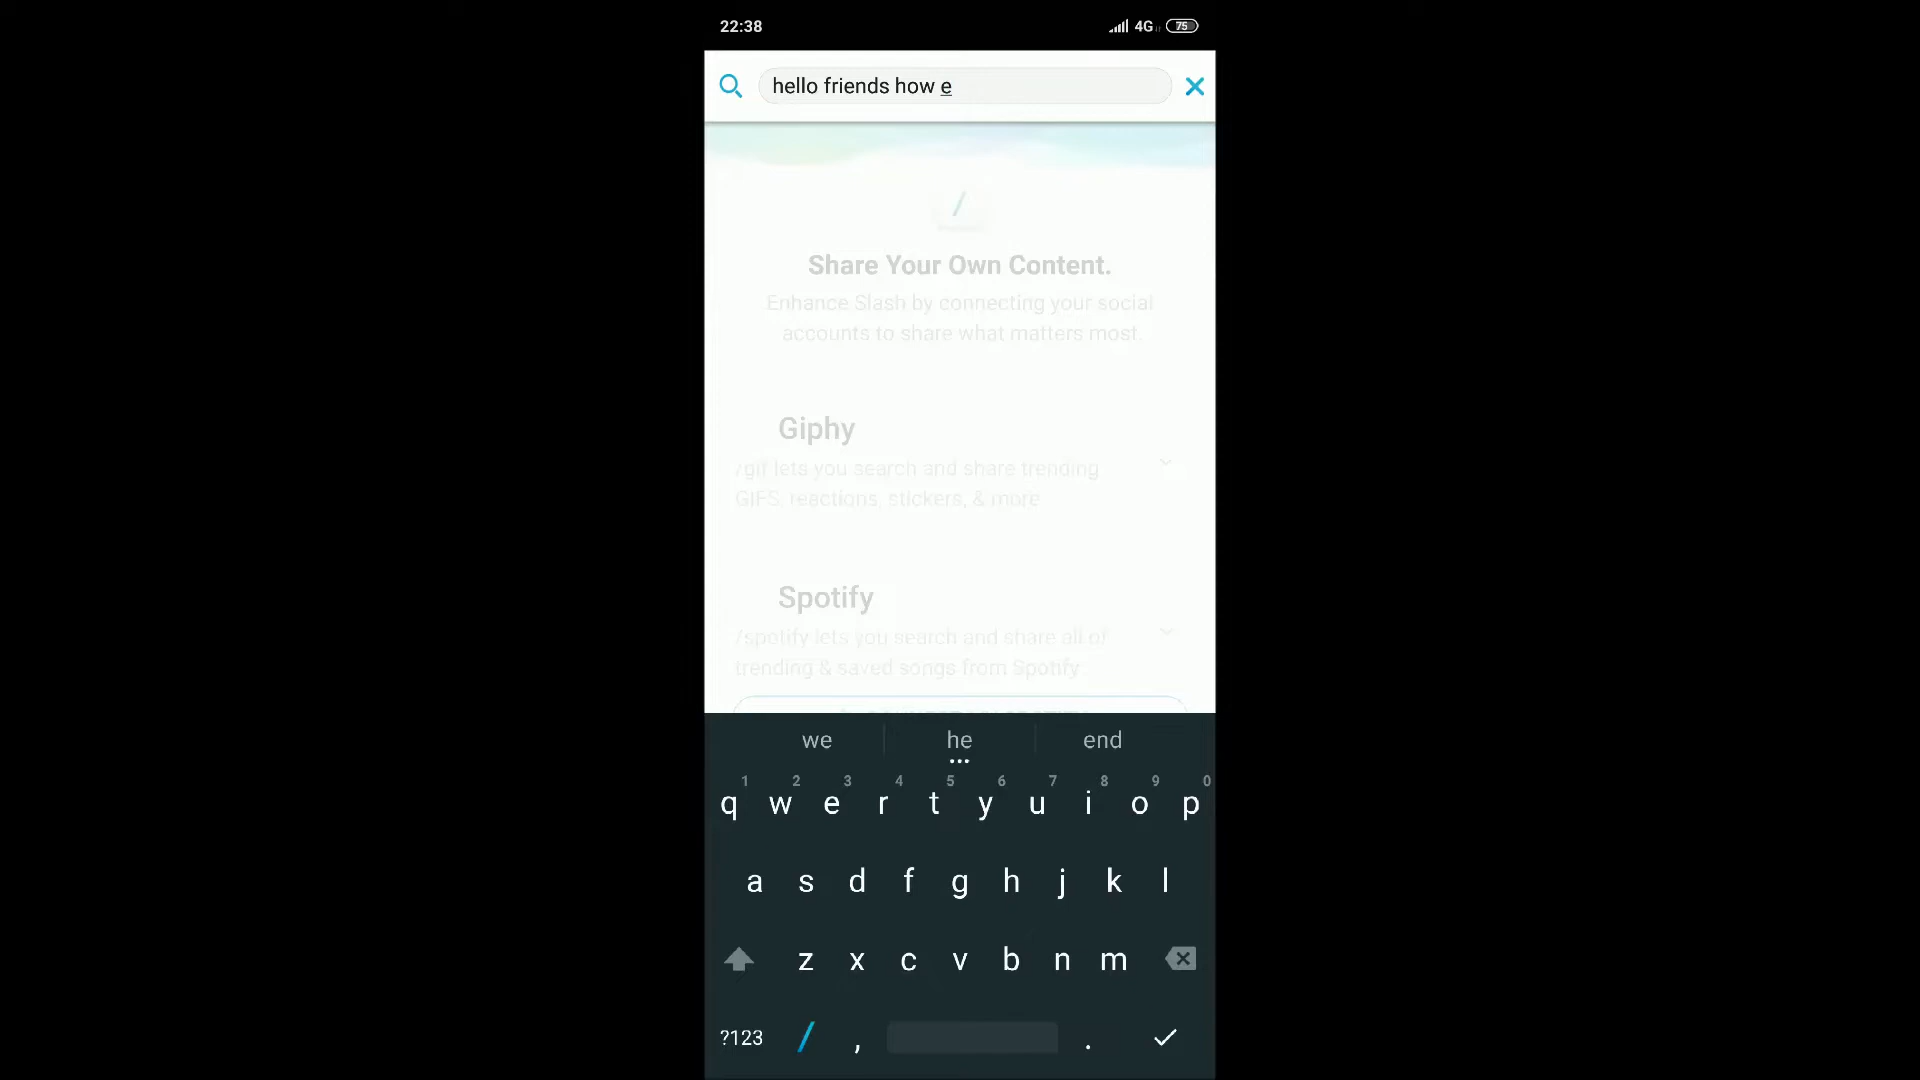 22:38
4G 75
hello friends how e
/
Share Your Own Content.
Enhance Slash by connecting your social
accounts to share what matters most.
Giphy
/gif lets you search and share trending
GIFS, reactions, stickers, & more
Spotify
/spotify lets you search and share all of
trending & saved songs from Spotify
we he end
1 2 3 4 5 6 7 8 9 0
q w e r t y u i o p
a s d f g h j k l
z x c v b n m
?123 / , .